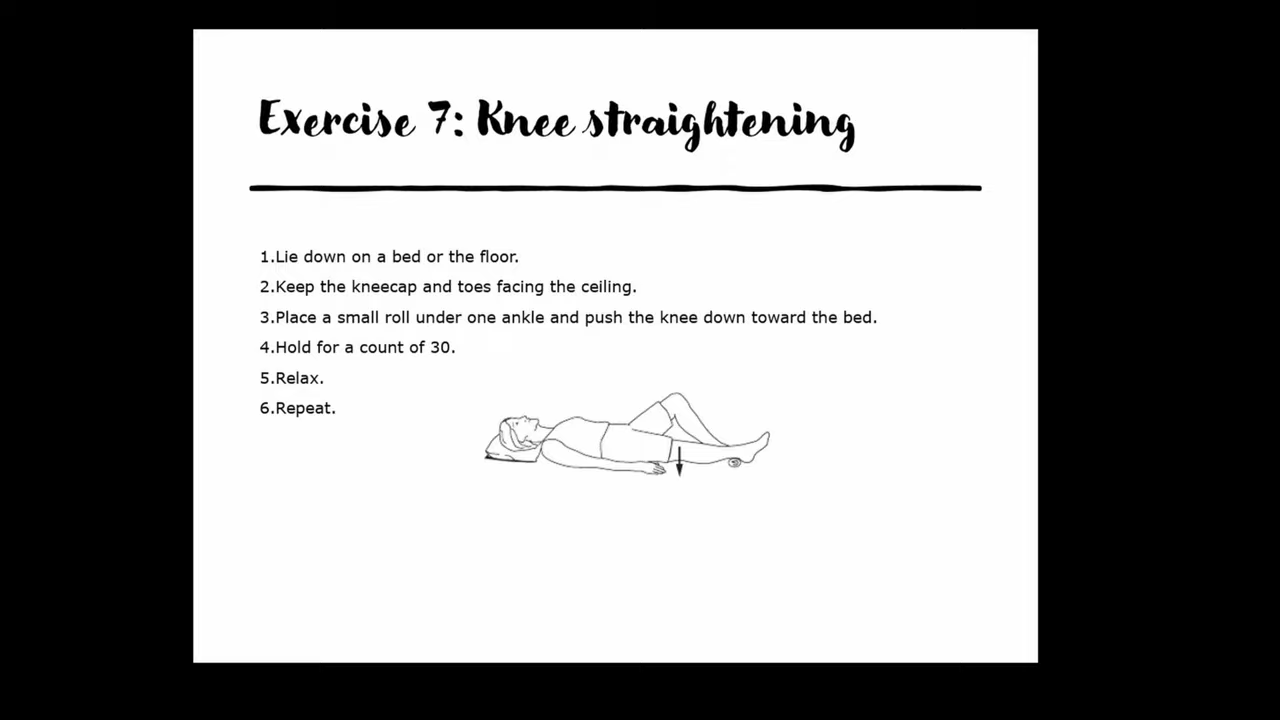 Exercise 7: Knee straightening
1.Lie down on a bed or the floor.
2.Keep the kneecap and toes facing the ceiling.
3.Place a small roll under one ankle and push the knee down toward the bed.
4.Hold for a count of 30.
5.Relax.
6.Repeat.